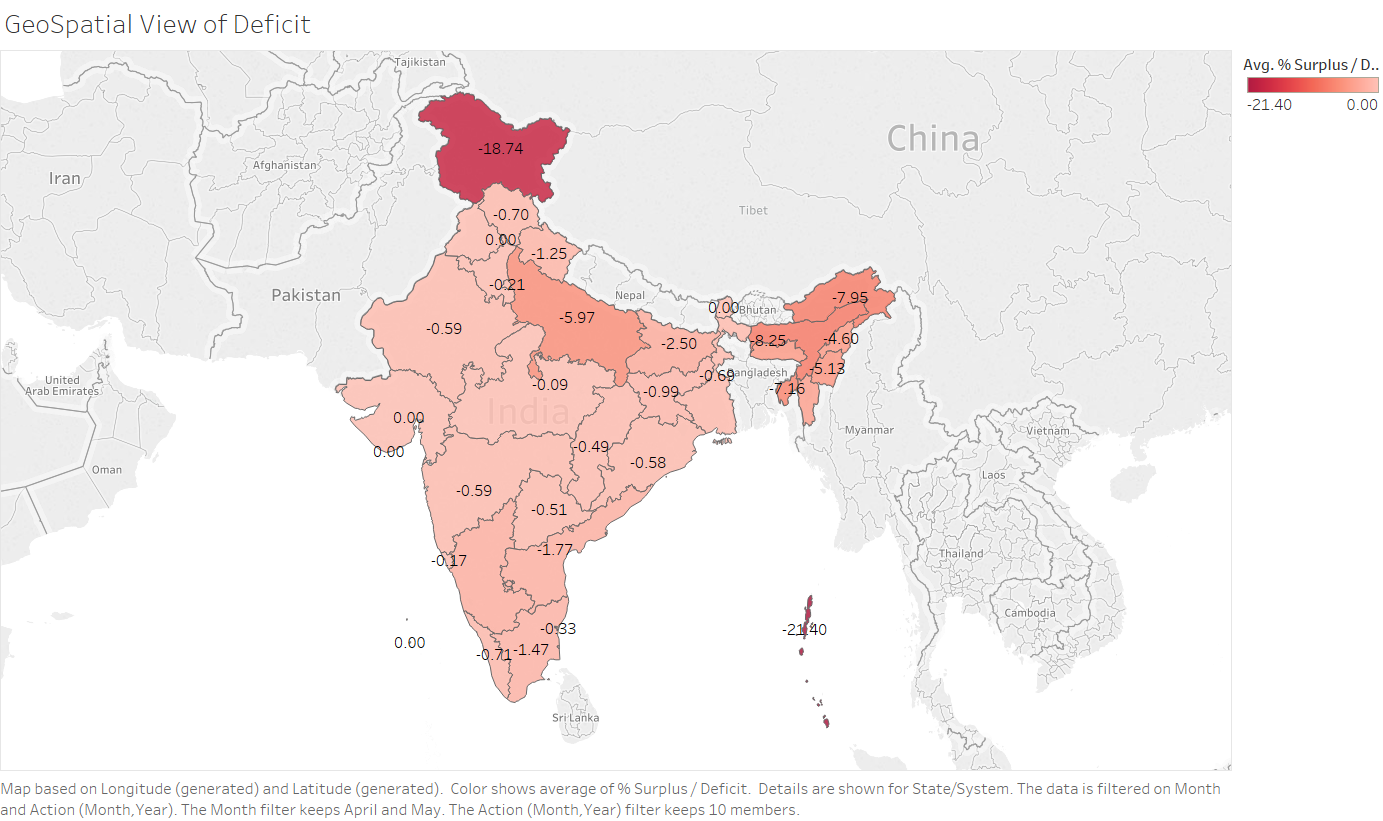 GeoSpatial View of Deficit
Avg. % Surplus / D..
-21.40 0.00
Tajikistan
China
-18.74
Afghanistan
Iran
Tibet
-0.70
0.00
-1.25
-0.21
Pakistan
Nepal
-7.95
0.00
Bhutan
-5.97
-0.59
-2.50
-8.25
-4.60
-5.13
Bangladesh
-0.69
United
Arab Emirates
-0.09
-0.99
-7.16
India
0.00
Myanmar
Vietnam
0.00
-0.49
-0.58
Oman
Laos
-0.59
-0.51
-1.77
Thailand
-0.17
Cambodia
-0.33
-21.40
0.00
-0.71
-1.47
Sri Lanka
Map based on Longitude (generated) and Latitude (generated). Color shows average of % Surplus / Deficit. Details are shown for State/System. The data is filtered on Month
and Action (Month,Year). The Month filter keeps April and May. The Action (Month,Year) filter keeps 10 members.